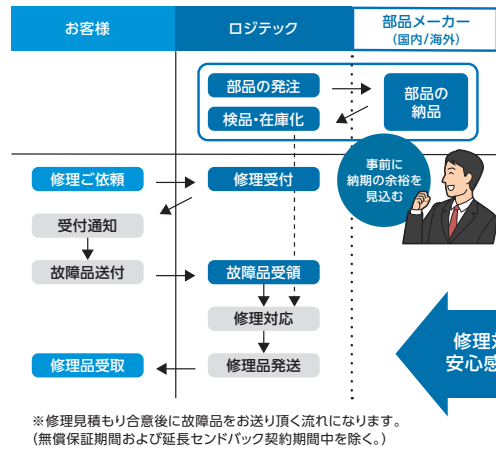 お客様
ロジテック
部品メーカー
(国内/海外)
部品の発注
検品・在庫化
部品の
納品
事前に
納期の余裕を
見込む
修理ご依頼
修理受付
受付通知
故障品送付
故障品受領
修理対応
修理品受取
修理品発送
修理対
安心感
※修理見積もり合意後に故障品をお送り頂く流れになります。
(無償保証期間および延長センドバック契約期間中を除く。)